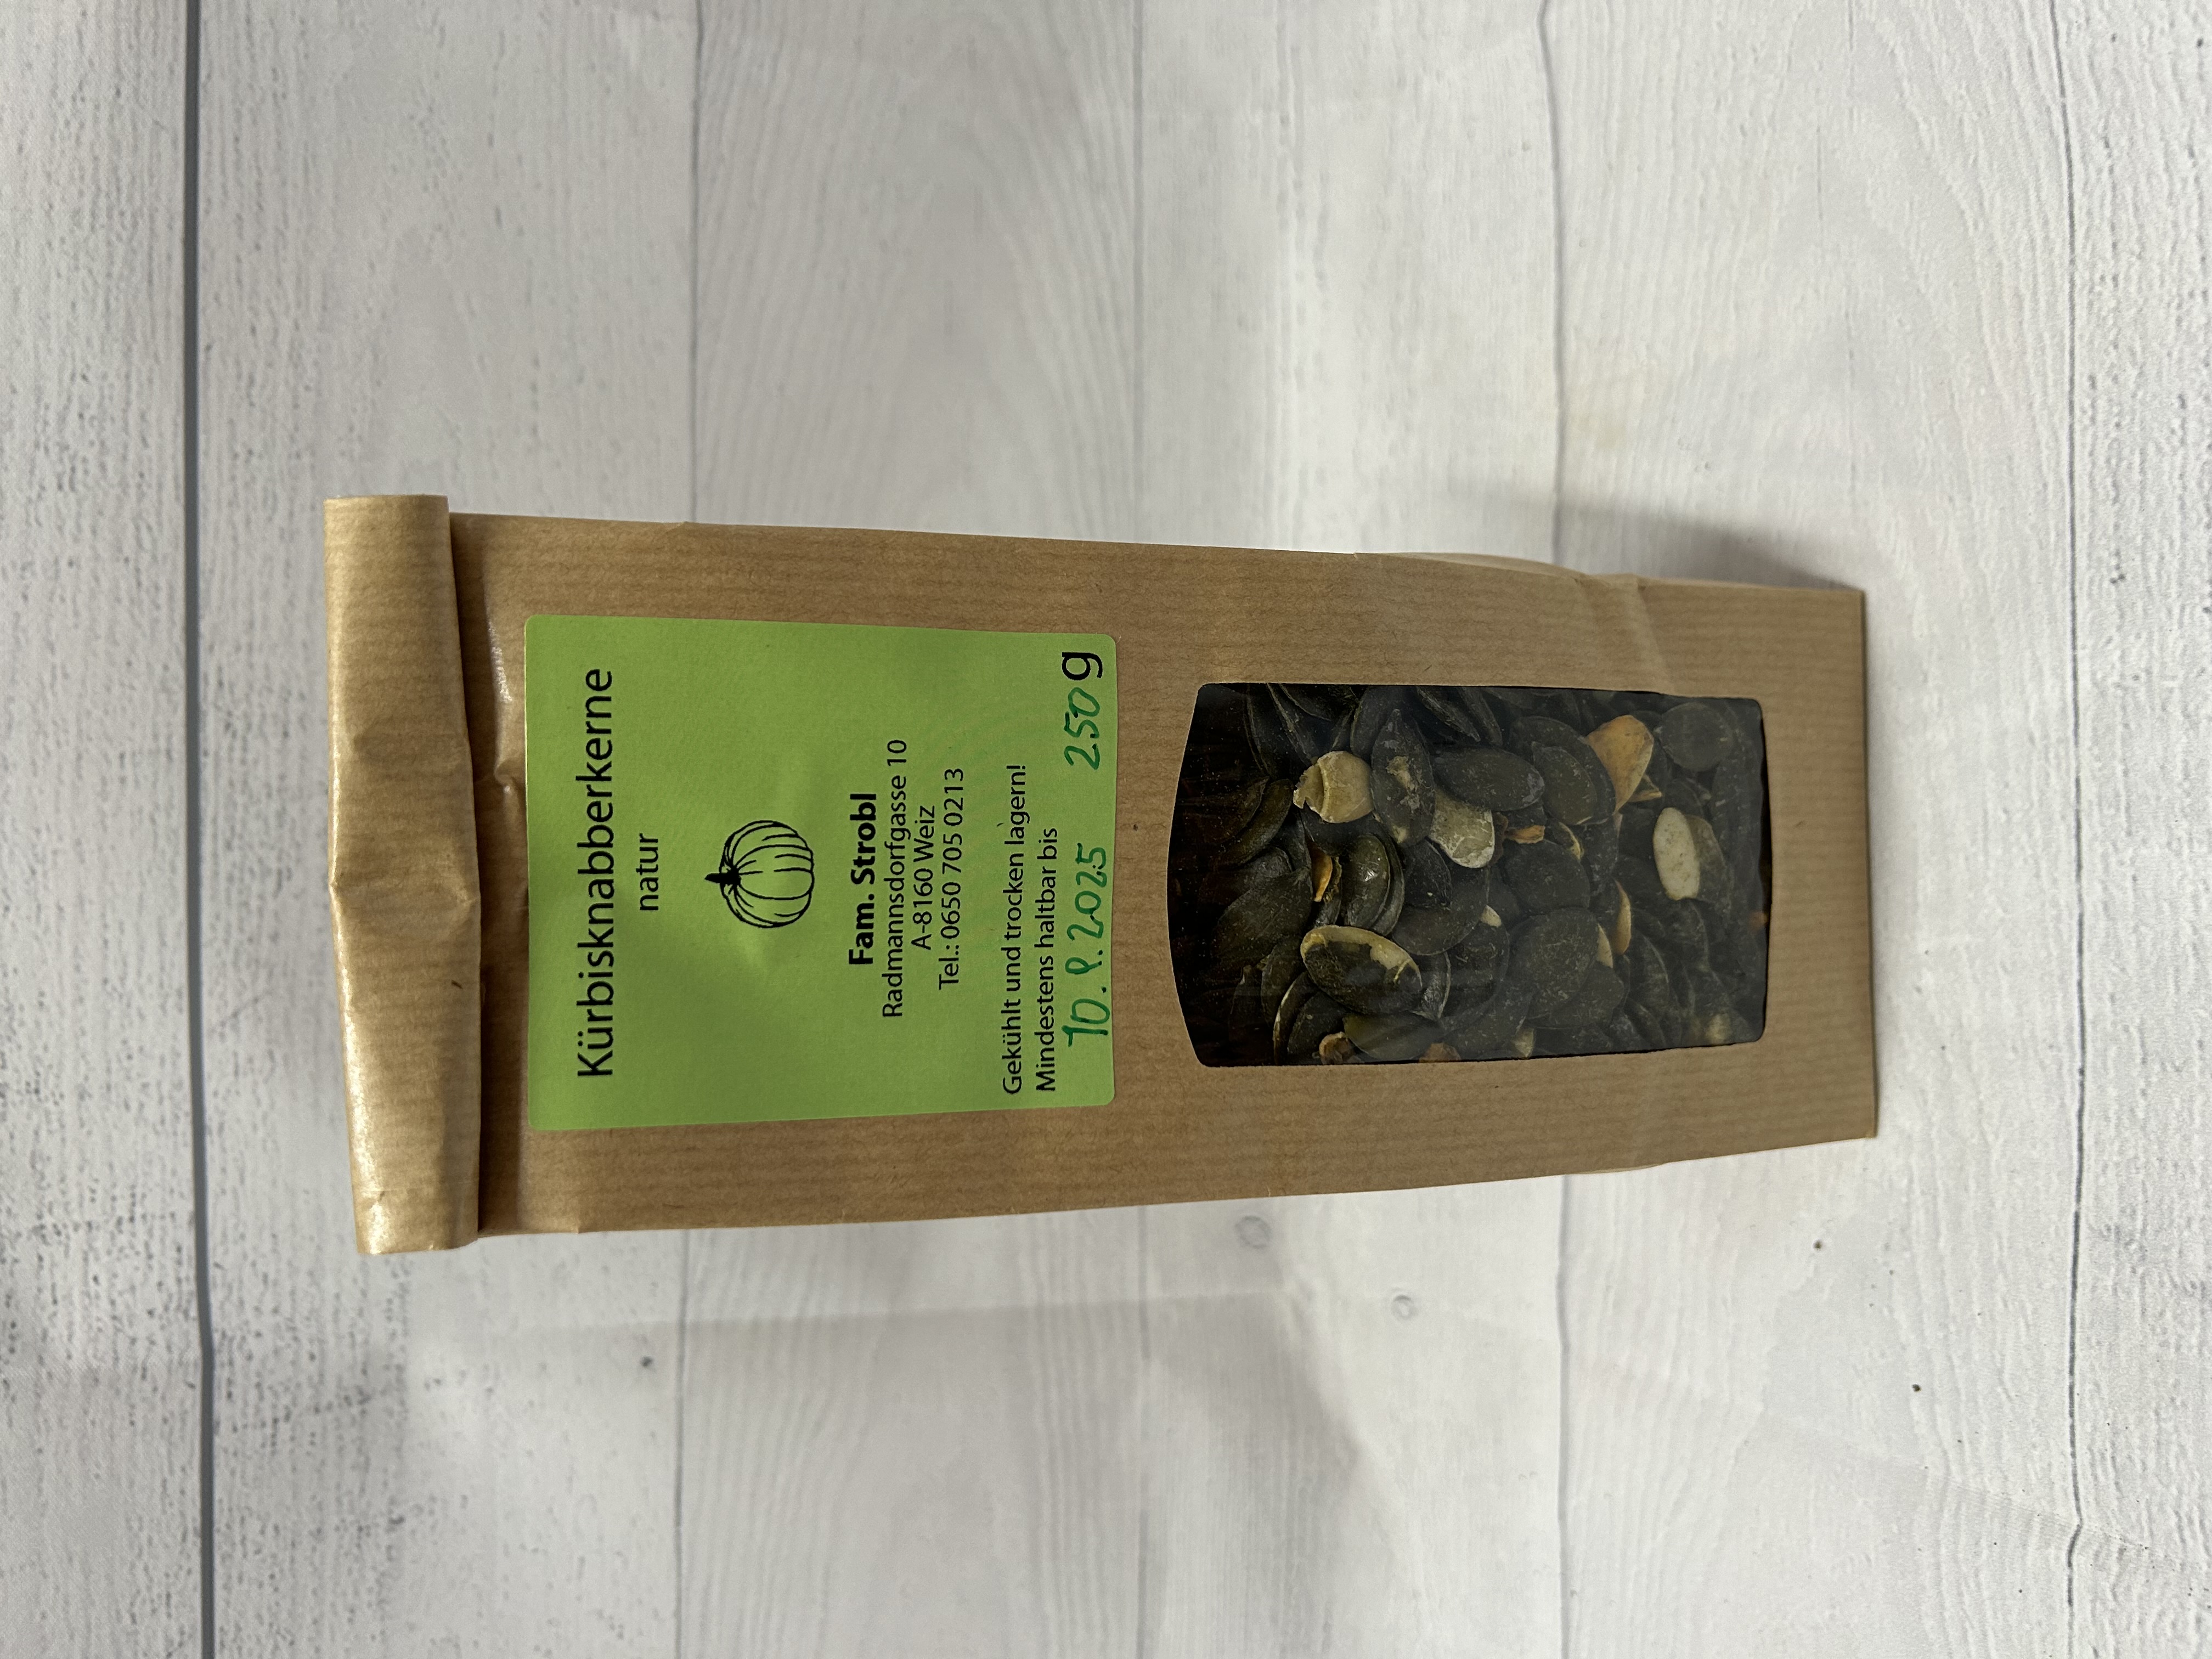 Kürbisknabberkerne
natur
Fam. Strobl
Radmannsdorfgasse 10
A-8160 Weiz
Tel.: 0650 705 0213
Gekühlt und trocken lagern!
Mindestens haltbar bis
10. 9. 2025 250 g